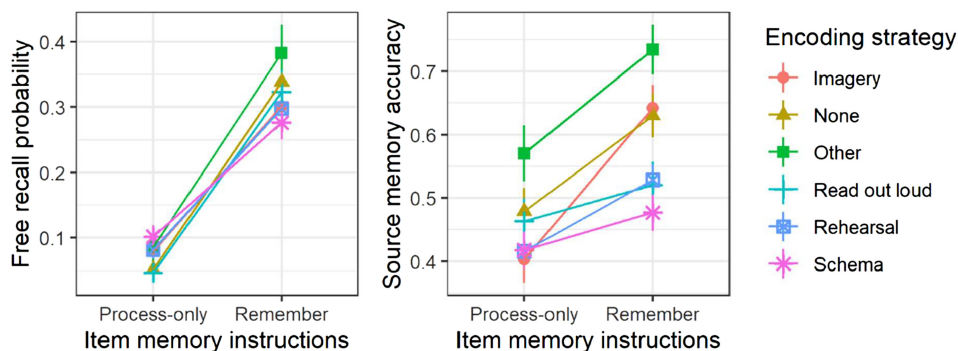 Free recall probability
0.4
0.3
0.2
0.1
Process-only Remember
Item memory instructions
Source memory accuracy
0.7
0.6
0.5
0.4
Process-only Remember
Item memory instructions
Encoding strategy
Imagery
None
Other
Read out loud
Rehearsal
Schema